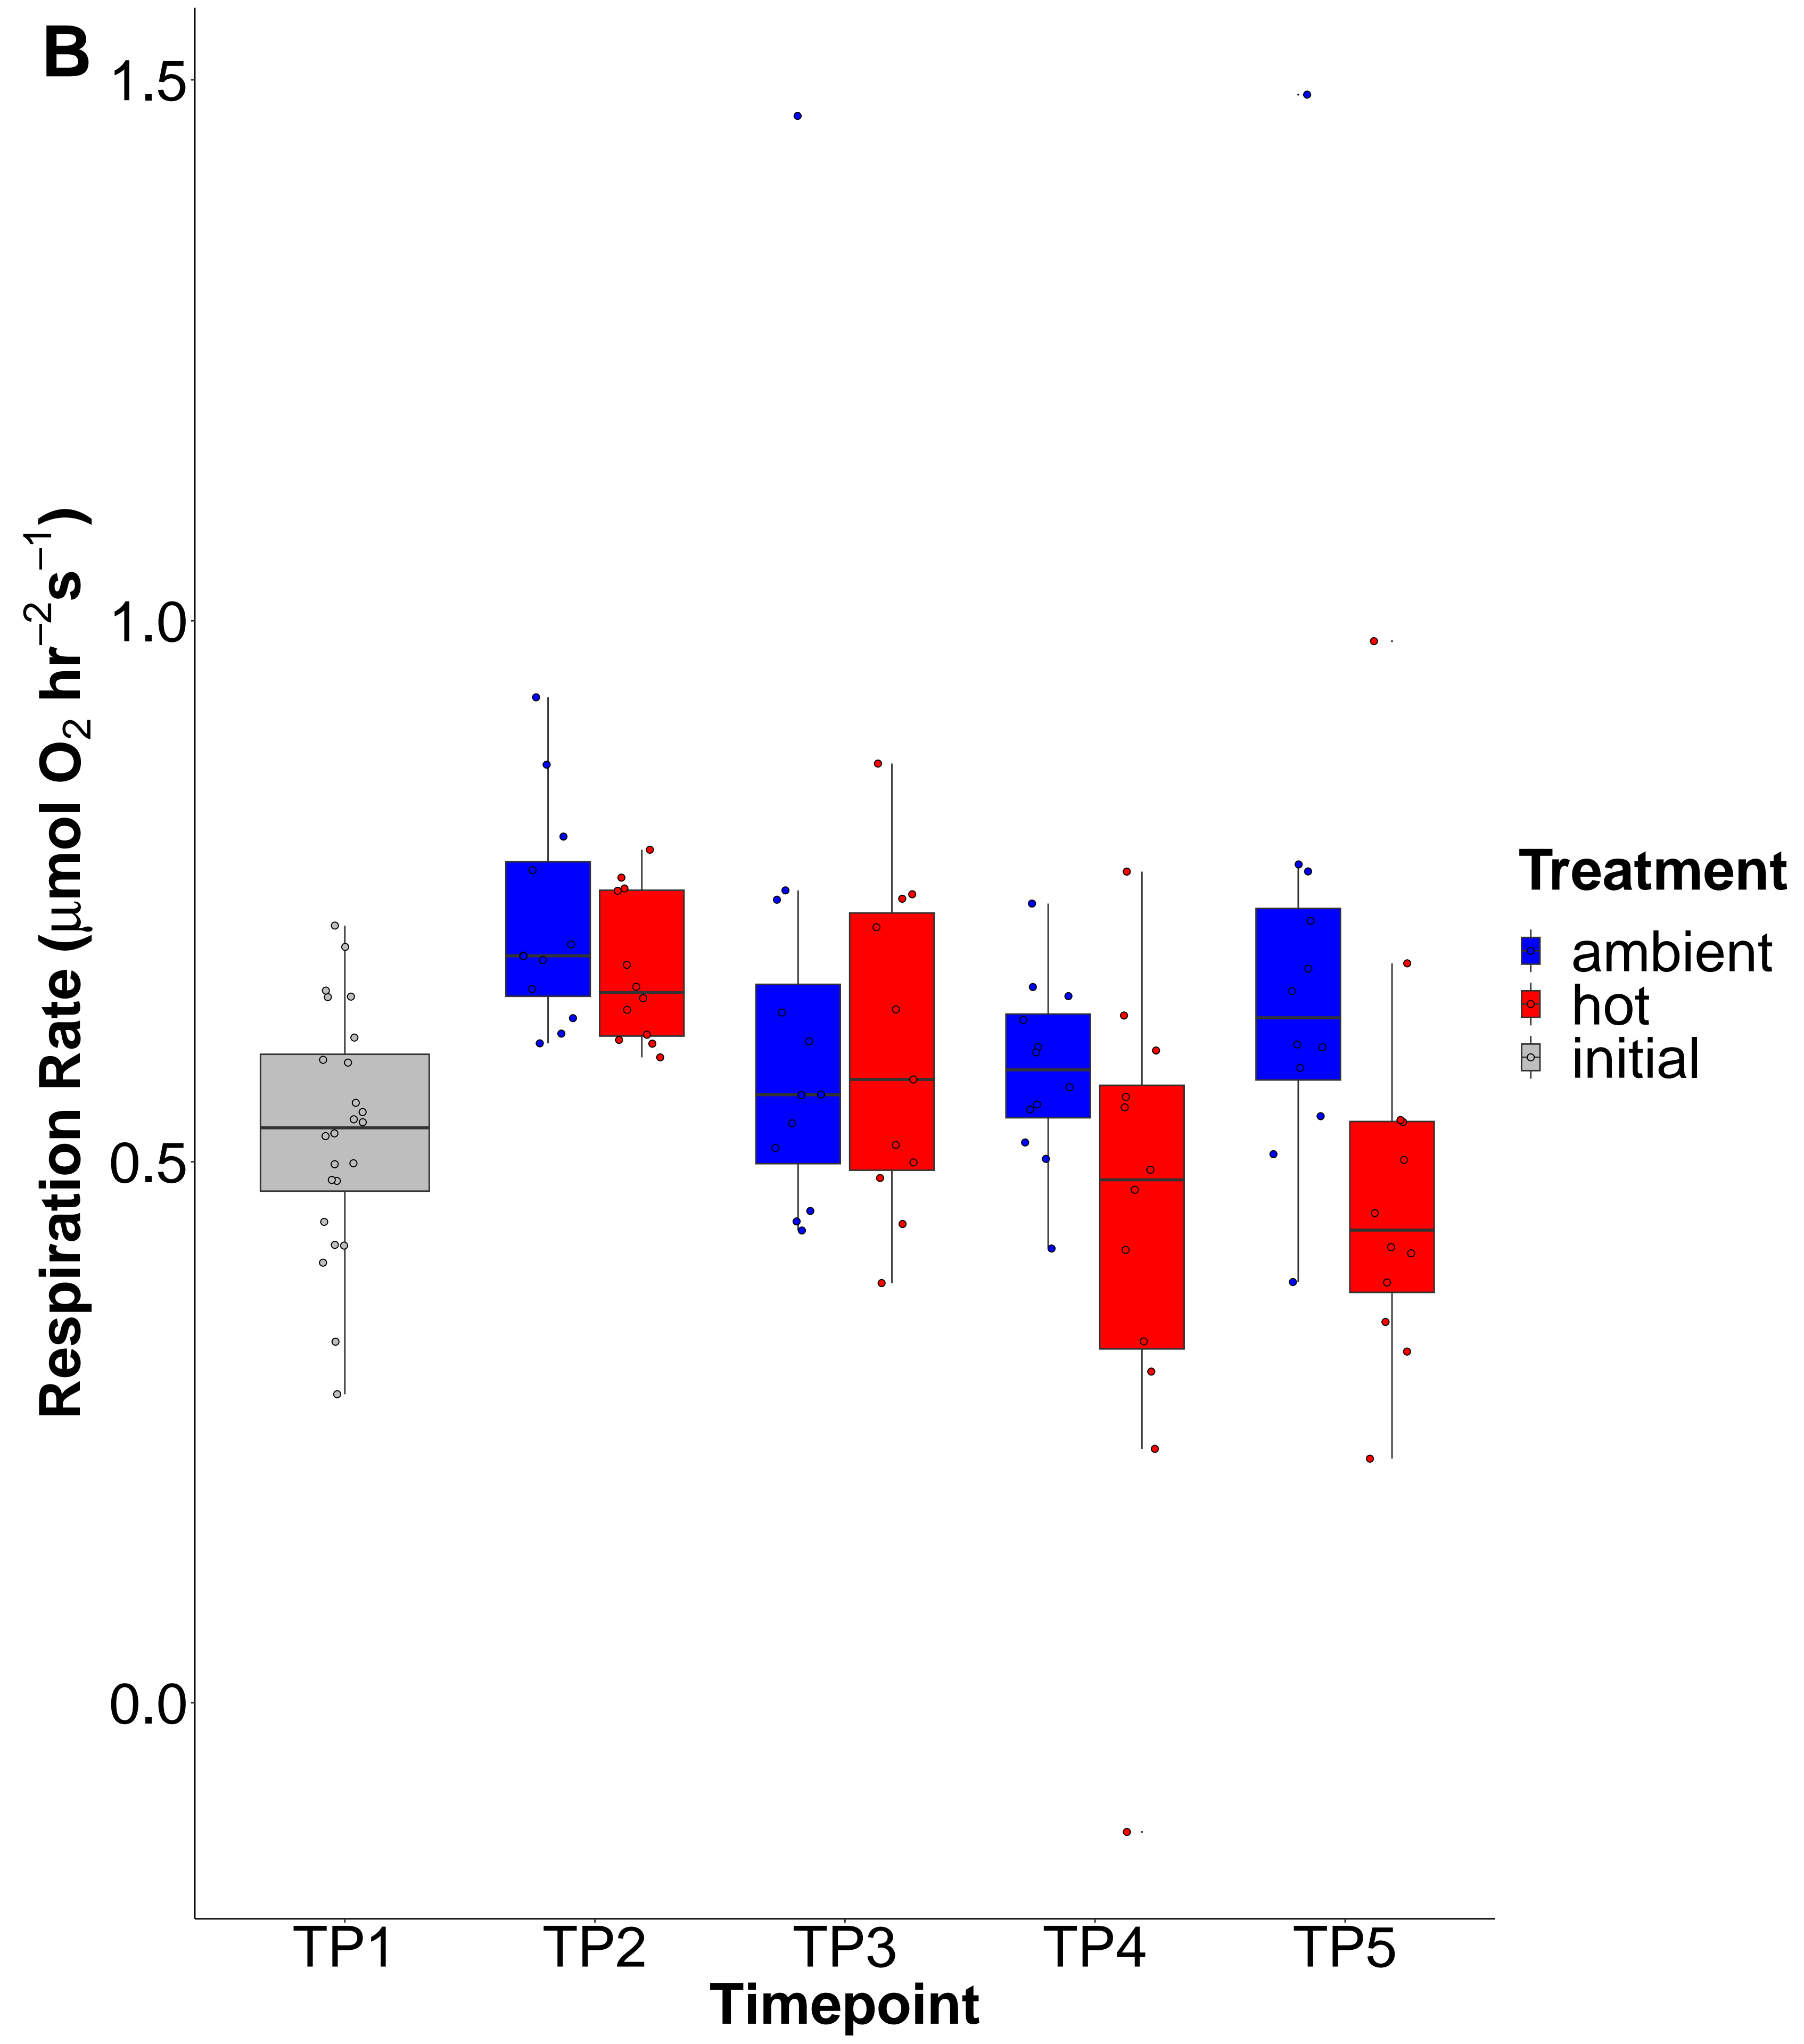 B
1.5
1.0
0.5
0.0
Respiration Rate (μmol O₂ hr⁻²s⁻¹)
TP1 TP2 TP3 TP4 TP5
Timepoint
Treatment
ambient
hot
initial